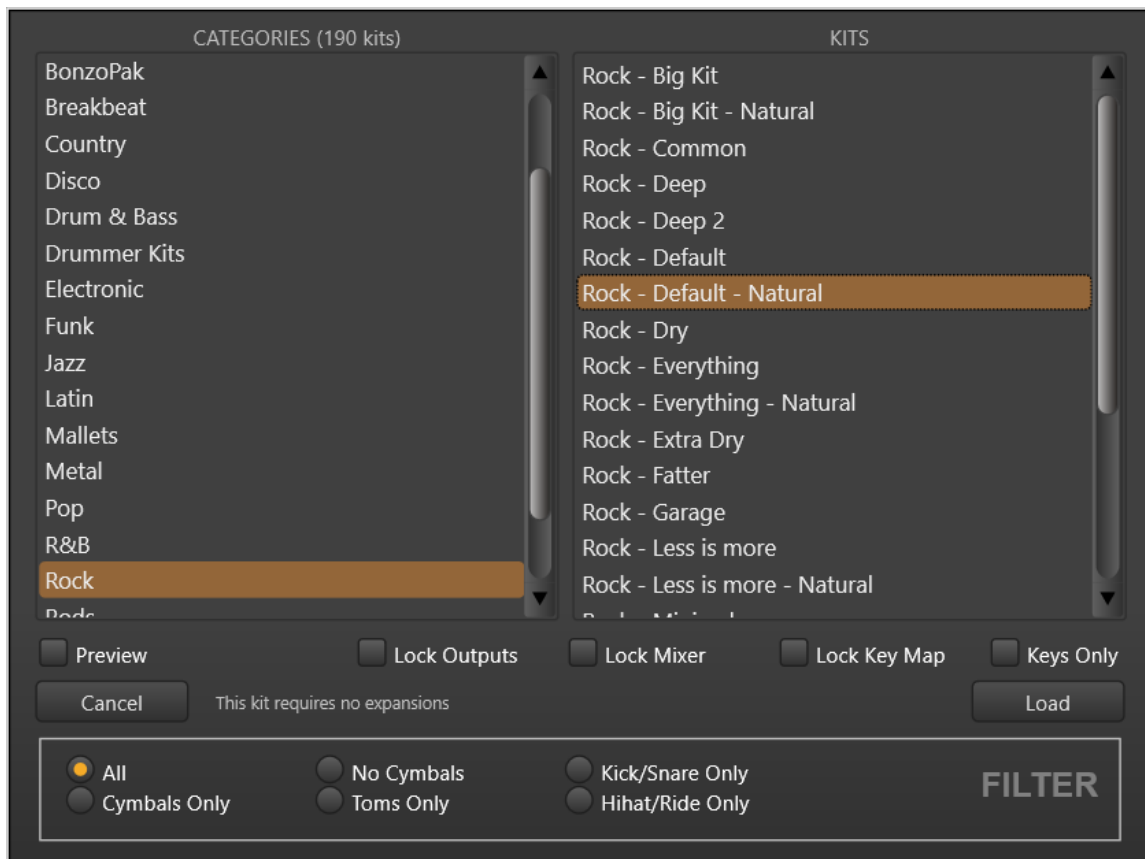 CATEGORIES (190 kits)
BonzoPak
Breakbeat
Country
Disco
Drum & Bass
Drummer Kits
Electronic
Funk
Jazz
Latin
Mallets
Metal
Pop
R&B
Rock
KITS
Rock - Big Kit
Rock - Big Kit - Natural
Rock - Common
Rock - Deep
Rock - Deep 2
Rock - Default
Rock - Default - Natural
Rock - Dry
Rock - Everything
Rock - Everything - Natural
Rock - Extra Dry
Rock - Fatter
Rock - Garage
Rock - Less is more
Rock - Less is more - Natural
Preview Lock Outputs Lock Mixer Lock Key Map Keys Only
Cancel This kit requires no expansions Load
All No Cymbals Kick/Snare Only
Cymbals Only Toms Only Hihat/Ride Only
FILTER